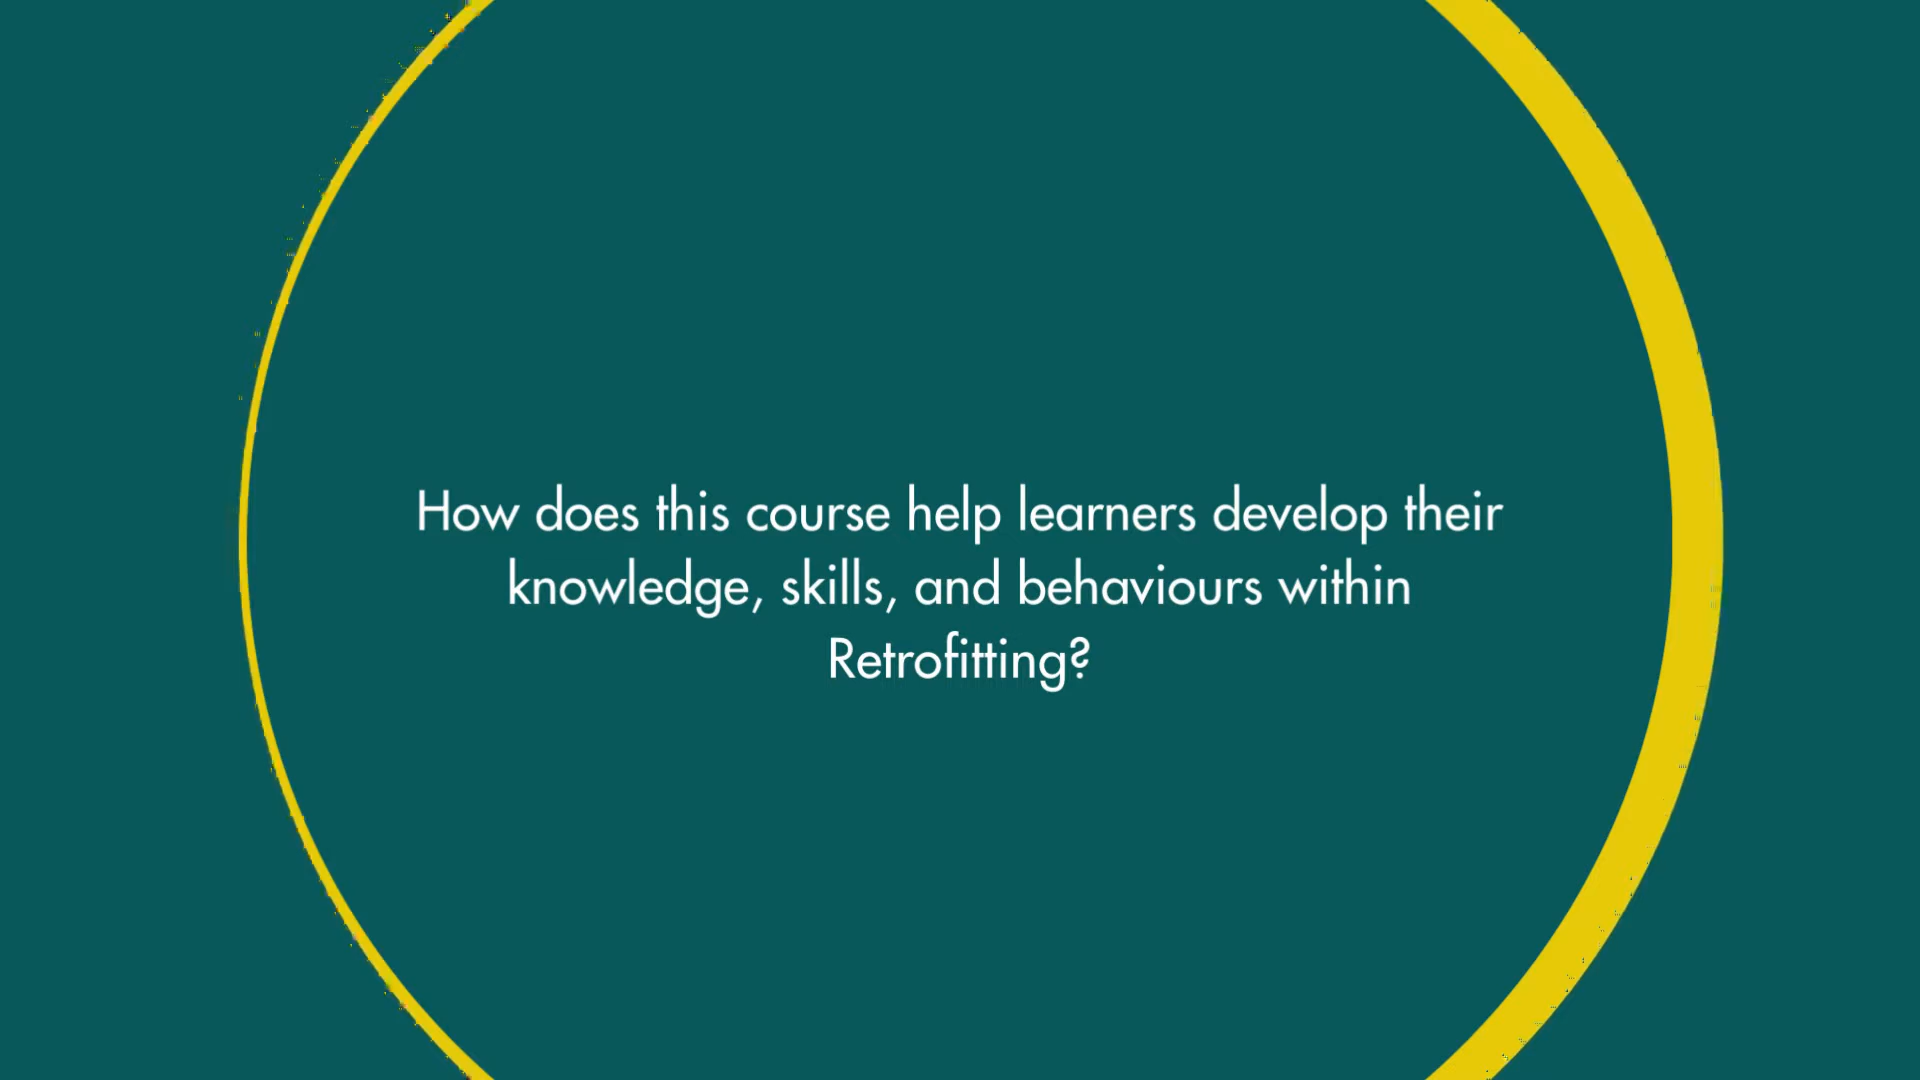 How does this course help learners develop their
knowledge, skills, and behaviours within
Retrofitting?